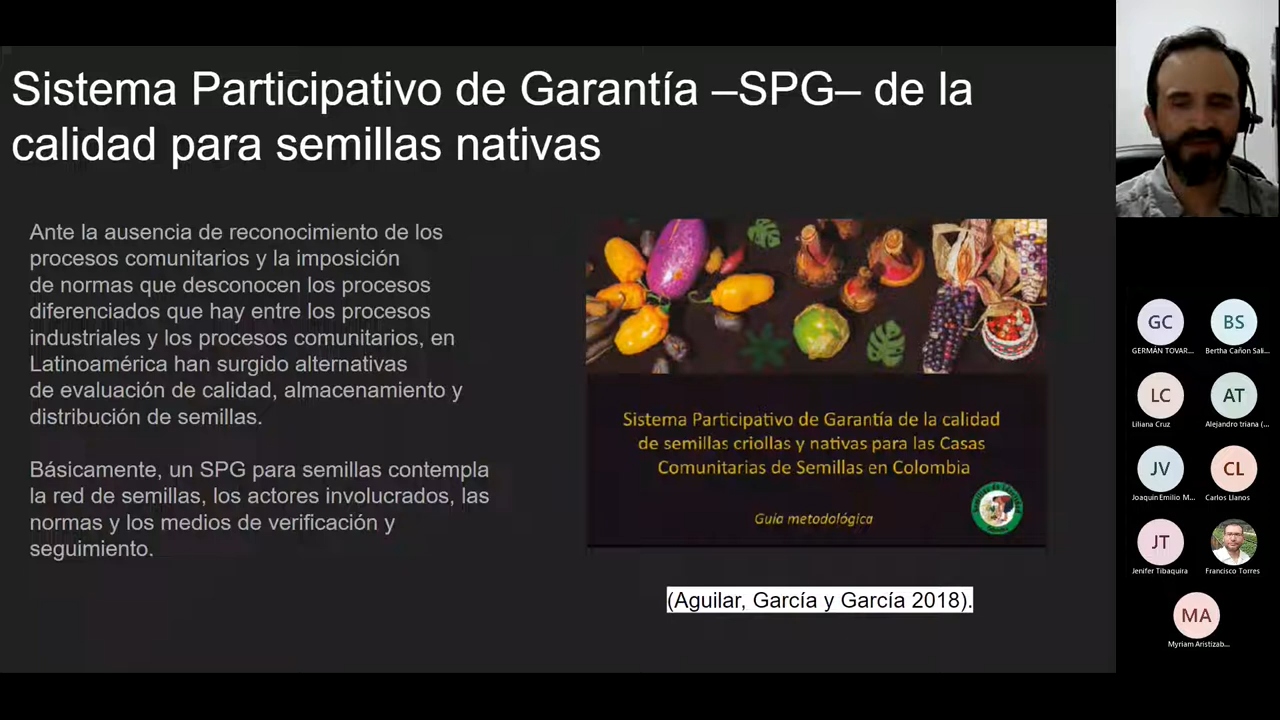 Sistema Participativo de Garantía –SPG– de la
calidad para semillas nativas
Ante la ausencia de reconocimiento de los
procesos comunitarios y la imposición
de normas que desconocen los procesos
diferenciados que hay entre los procesos
industriales y los procesos comunitarios, en
Latinoamérica han surgido alternativas
de evaluación de calidad, almacenamiento y
distribución de semillas.
Básicamente, un SPG para semillas contempla
la red de semillas, los actores involucrados, las
normas y los medios de verificación y
seguimiento.
Sistema Participativo de Garantía de la calidad
de semillas criollas y nativas para las Casas
Comunitarias de Semillas en Colombia
Guía metodológica
(Aguilar, García y García 2018).
GC
GERMÁN TOVAR...
BS
Bertha Cañon Sali...
LC
Liliana Cruz
AT
Alejandro triana (...
JV
Joaquin Emilio M...
CL
Carlos Llanos
JT
Jenifer Tibaquira
Francisco Torres
MA
Myriam Aristizab...